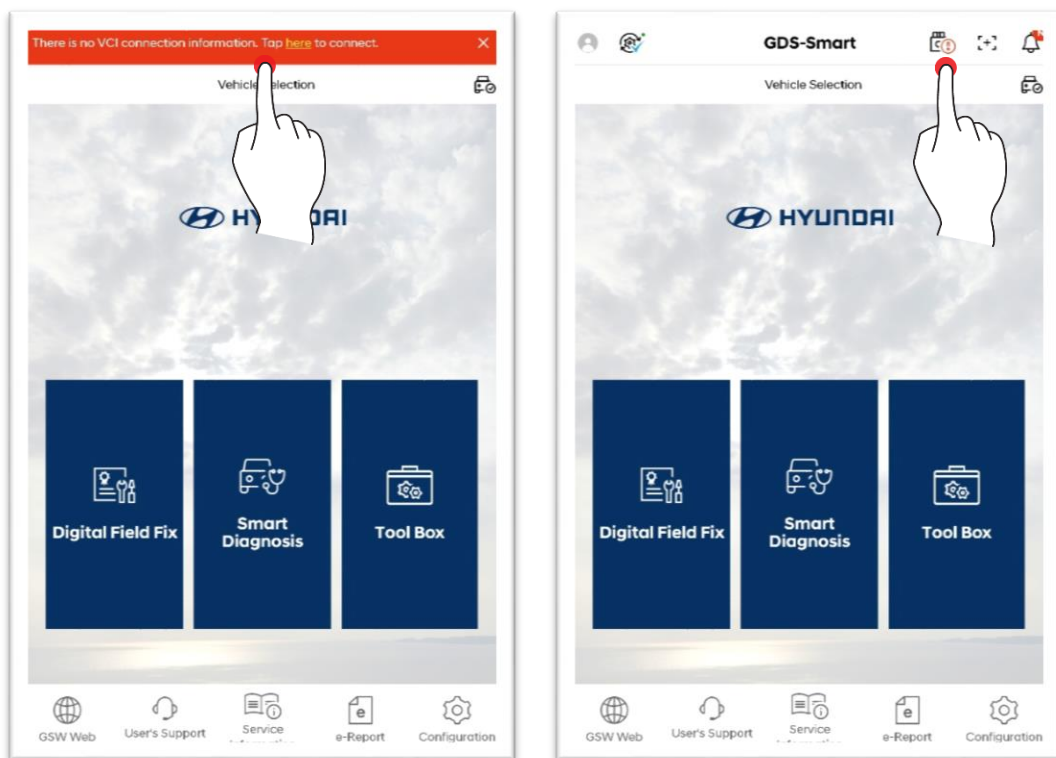 There is no VCI connection information. Tap here to connect.
Vehicle Selection
HYUNDAI
Digital Field Fix
Smart
Diagnosis
Tool Box
GSW Web
User's Support
Service
e-Report
Configuration
GDS-Smart
Vehicle Selection
HYUNDAI
Digital Field Fix
Smart
Diagnosis
Tool Box
GSW Web
User's Support
Service
e-Report
Configuration